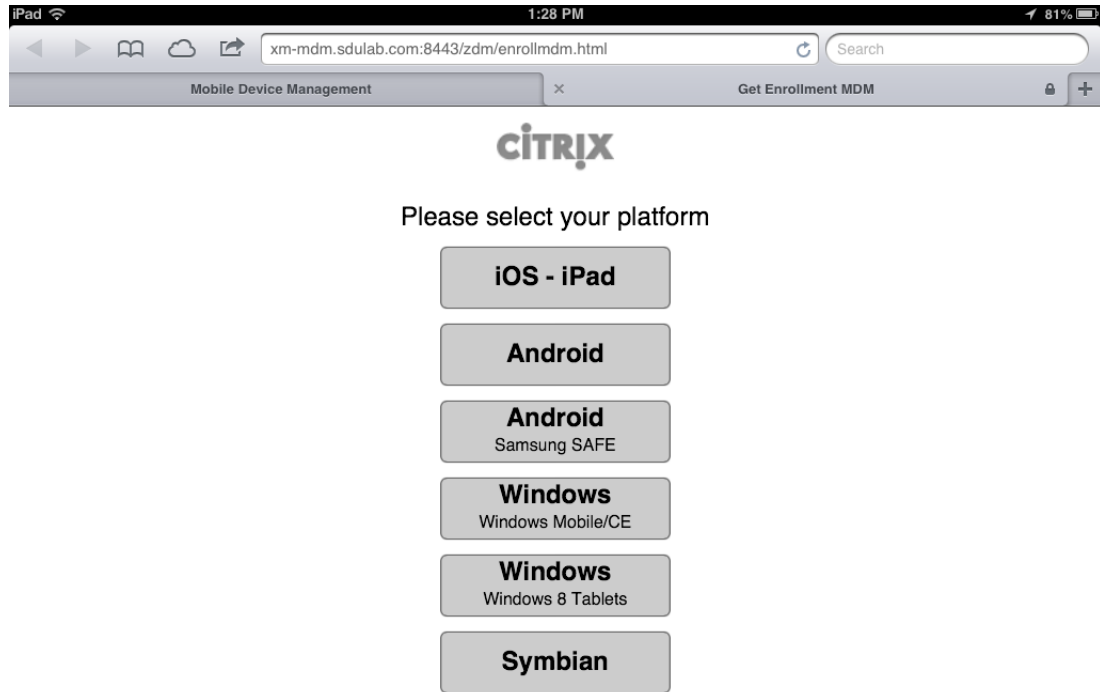 iPad 1:28 PM 81%
xm-mdm.sdulab.com:8443/zdm/enrollmdm.html Search
Mobile Device Management Get Enrollment MDM
CITRIX
Please select your platform
iOS - iPad
Android
Android
Samsung SAFE
Windows
Windows Mobile/CE
Windows
Windows 8 Tablets
Symbian